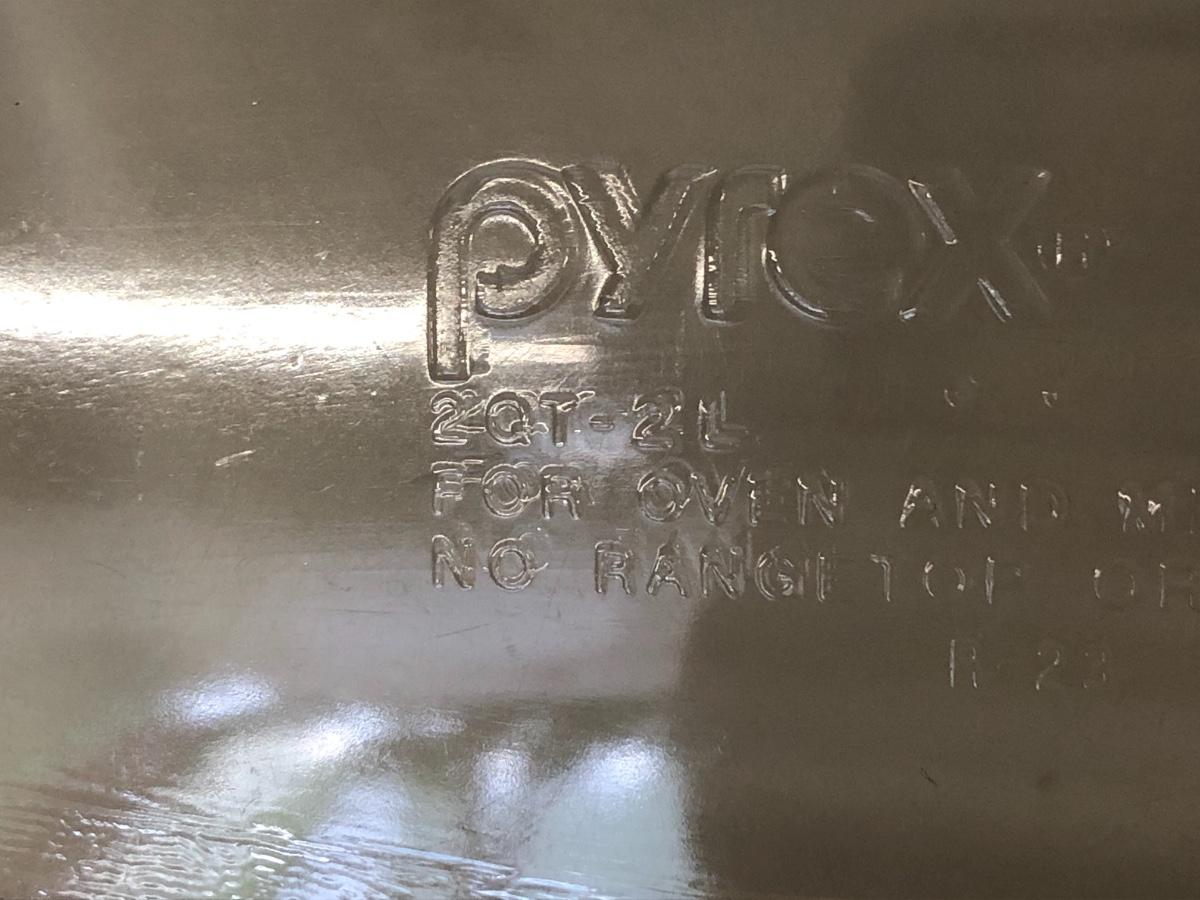 pyrex
2QT-2L
FOR OVEN AND M
NO RANGETOP OR
R-23